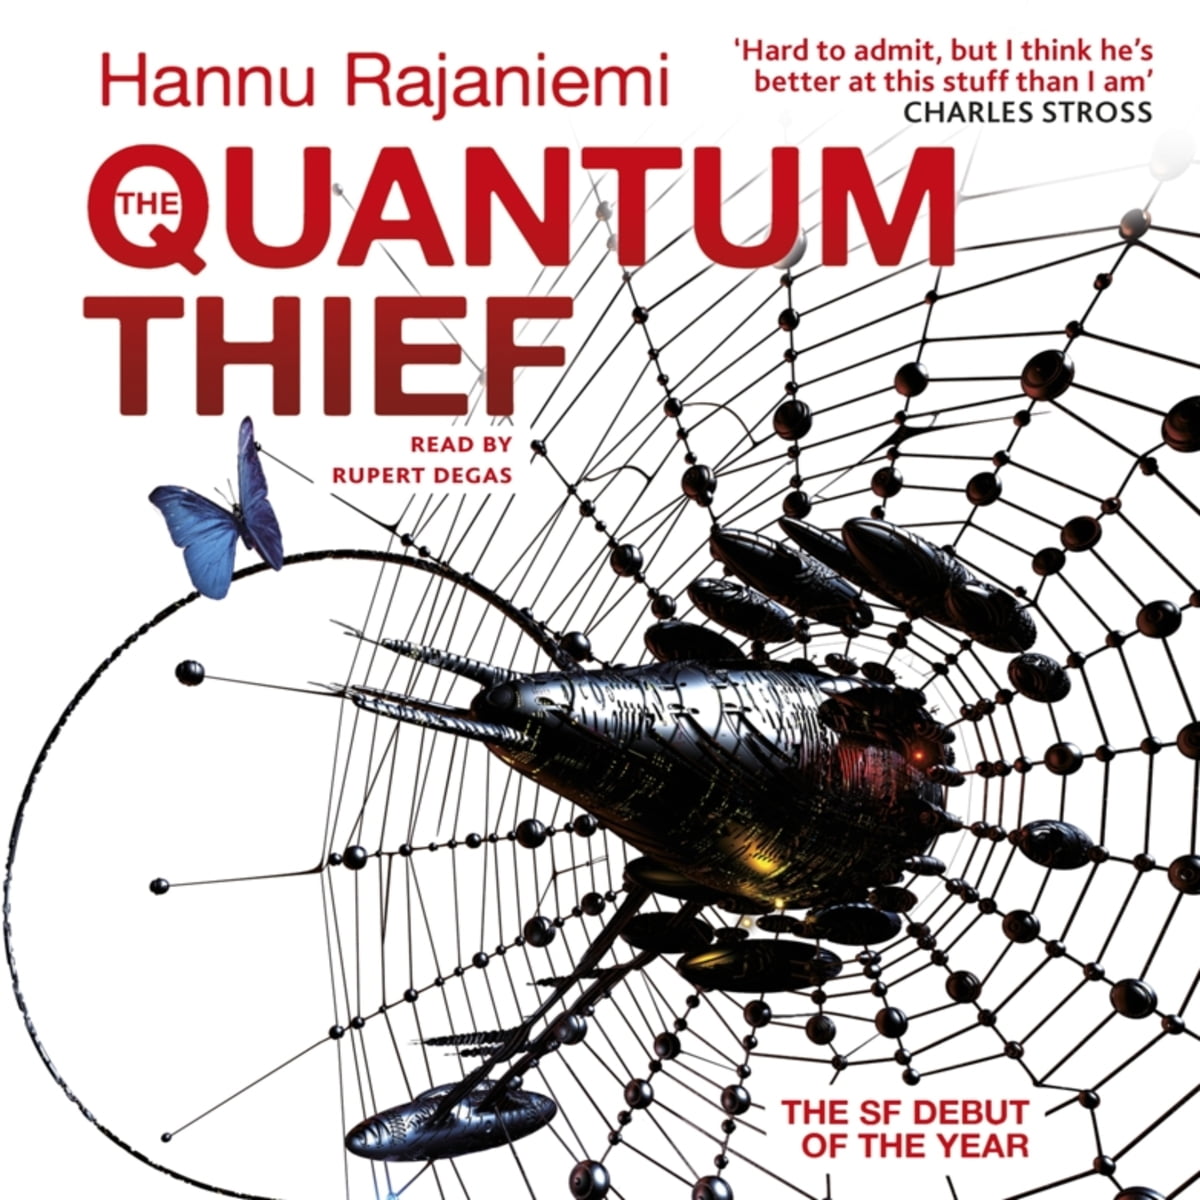 Hannu Rajaniemi
‘Hard to admit, but I think he’s
better at this stuff than I am’
CHARLES STROSS
THE
QUANTUM
THIEF
READ BY
RUPERT DEGAS
THE SF DEBUT
OF THE YEAR